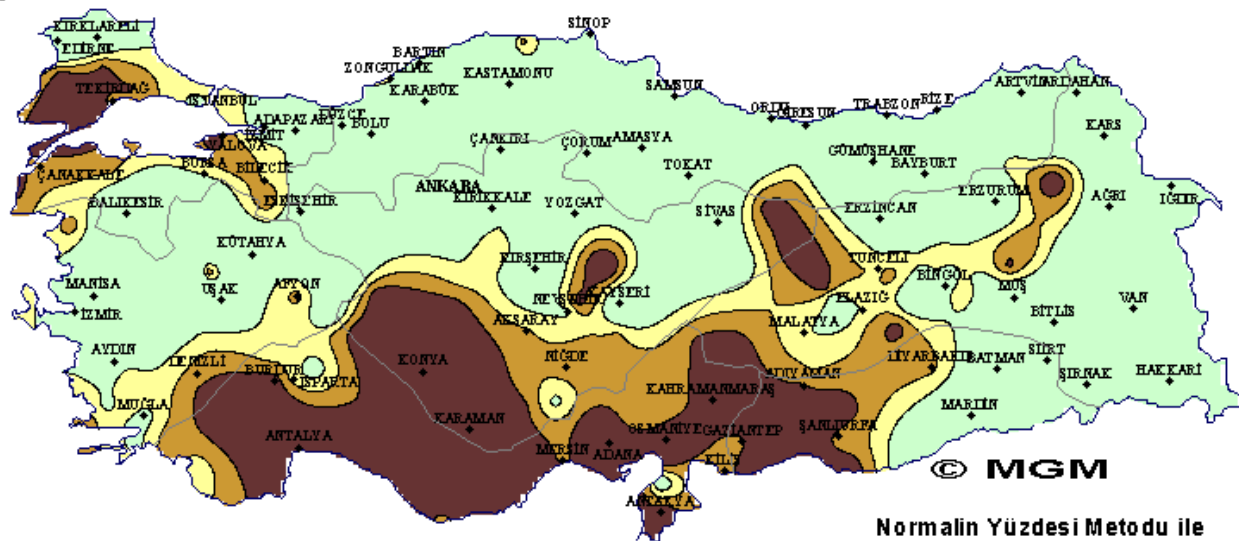 SİNOP
KIRKLARELİ
EDİRNE
BARTIN
ZONGULDAK
KASTAMONU
KARABÜK
TEKİRDAĞ
İSTANBUL
SAMSUN
ARTVİN
ARDAHAN
ORDU
GİRESUN
TRABZON
RİZE
ADAPAZARI
DÜZCE
BOLU
İZMİT
KARS
YALOVA
ÇANKIRI
ÇORUM
AMASYA
TOKAT
GÜMÜŞHANE
BAYBURT
ÇANAKKALE
BURSA
BİLECİK
ANKARA
KIRIKKALE
YOZGAT
SİVAS
ERZİNCAN
ERZURUM
AĞRI
IĞDIR
BALIKESİR
ESKİŞEHİR
KÜTAHYA
KIRŞEHİR
TUNCELİ
BİNGÖL
MUŞ
MANİSA
UŞAK
AFYON
NEVŞEHİR
KAYSERİ
ELAZIĞ
BİTLİS
VAN
İZMİR
AKSARAY
MALATYA
AYDIN
DENİZLİ
BURDUR
ISPARTA
KONYA
NİĞDE
KAHRAMANMARAŞ
ADIYAMAN
DİYARBAKIR
BATMAN
SİİRT
ŞIRNAK
HAKKARİ
MUĞLA
ANTALYA
KARAMAN
MERSİN
ADANA
OSMANİYE
GAZİANTEP
ŞANLIURFA
MARDİN
KİLİS
ANTAKYA
© MGM
Normalin Yüzdesi Metodu ile